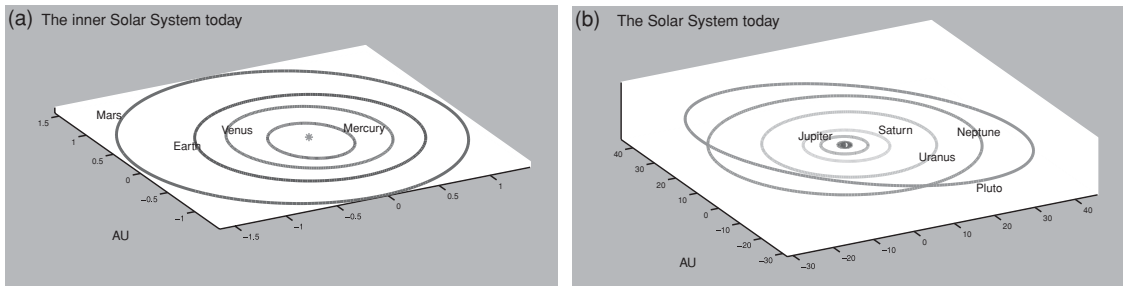 (a) The inner Solar System today
Mars
Venus
Mercury
Earth
1.5
1
0.5
0
−0.5
−1
−1.5
−1
−0.5
0
0.5
1
AU
(b) The Solar System today
Jupiter
Saturn
Neptune
Uranus
Pluto
40
30
20
10
0
−10
−20
−30
−30
−20
−10
0
10
20
30
40
AU